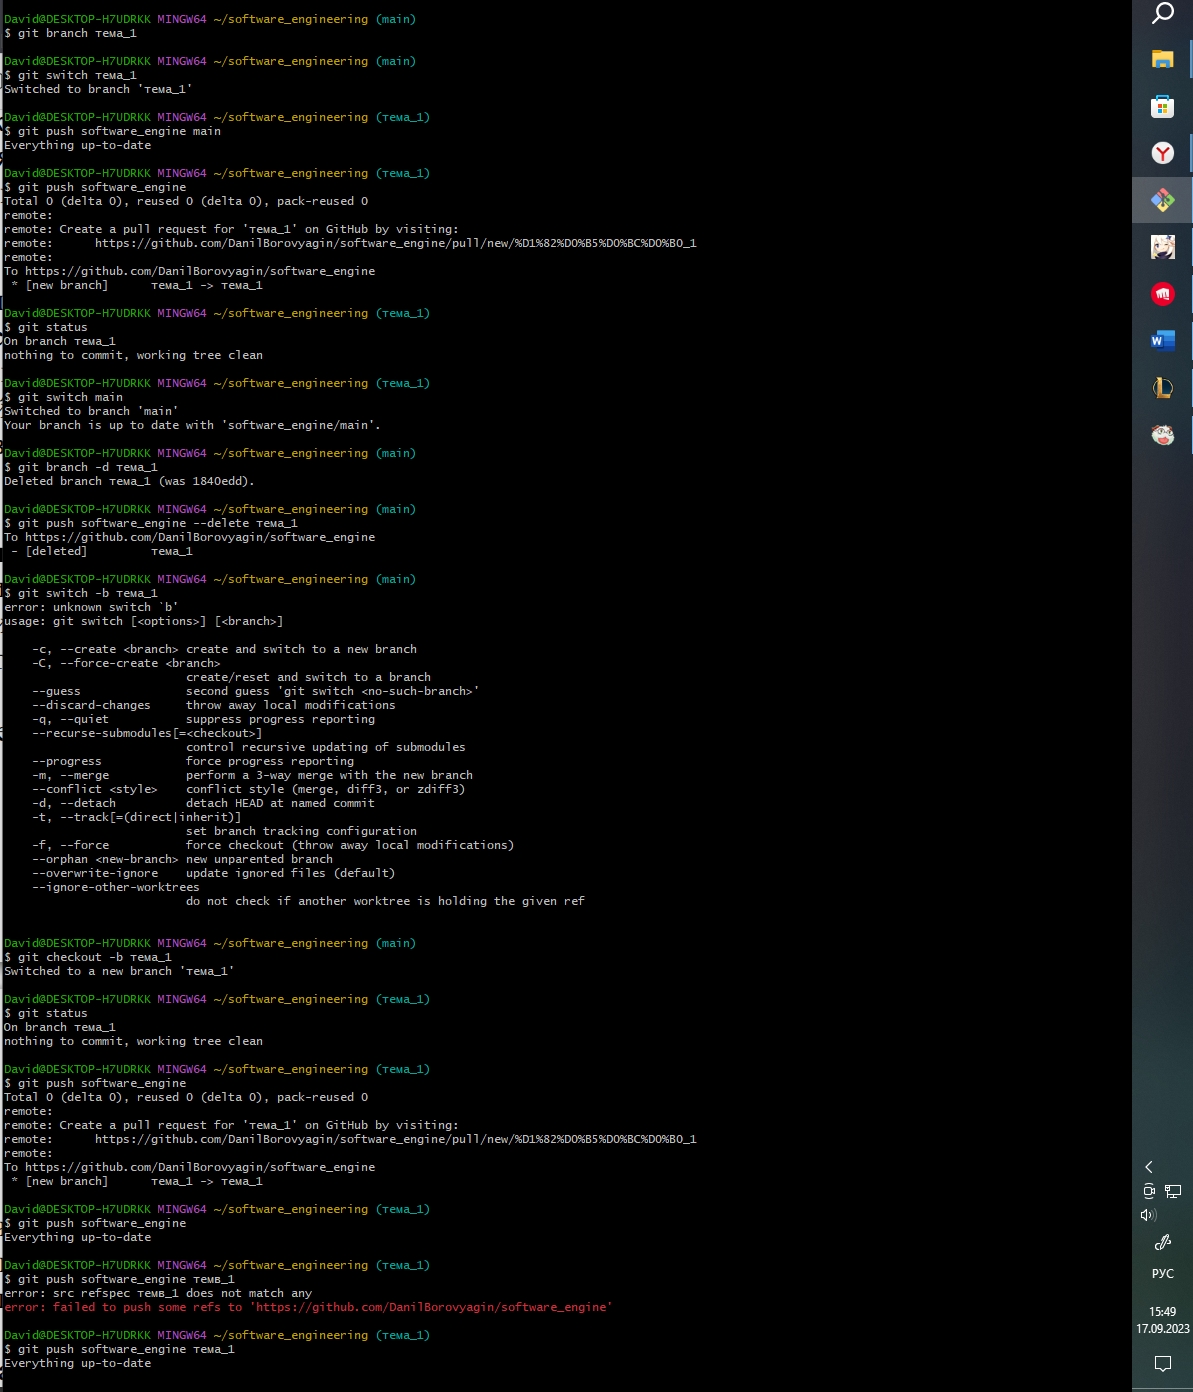 David@DESKTOP-H7UDRKK MINGW64 ~/software_engineering (main)
$ git branch тема_1
David@DESKTOP-H7UDRKK MINGW64 ~/software_engineering (main)
$ git switch тема_1
Switched to branch 'тема_1'
David@DESKTOP-H7UDRKK MINGW64 ~/software_engineering (тема_1)
$ git push software_engine main
Everything up-to-date
David@DESKTOP-H7UDRKK MINGW64 ~/software_engineering (тема_1)
$ git push software_engine
Total 0 (delta 0), reused 0 (delta 0), pack-reused 0
remote:
remote: Create a pull request for 'тема_1' on GitHub by visiting:
remote:      https://github.com/DanilBorovyagin/software_engine/pull/new/%D1%82%D0%B5%D0%BC%D0%B0_1
remote:
To https://github.com/DanilBorovyagin/software_engine
 * [new branch]      тема_1 -> тема_1
David@DESKTOP-H7UDRKK MINGW64 ~/software_engineering (тема_1)
$ git status
On branch тема_1
nothing to commit, working tree clean
David@DESKTOP-H7UDRKK MINGW64 ~/software_engineering (тема_1)
$ git switch main
Switched to branch 'main'
Your branch is up to date with 'software_engine/main'.
David@DESKTOP-H7UDRKK MINGW64 ~/software_engineering (main)
$ git branch -d тема_1
Deleted branch тема_1 (was 1840edd).
David@DESKTOP-H7UDRKK MINGW64 ~/software_engineering (main)
$ git push software_engine --delete тема_1
To https://github.com/DanilBorovyagin/software_engine
 - [deleted]         тема_1
David@DESKTOP-H7UDRKK MINGW64 ~/software_engineering (main)
$ git switch -b тема_1
error: unknown switch `b'
usage: git switch [<options>] [<branch>]
    -c, --create <branch> create and switch to a new branch
    -C, --force-create <branch>
                          create/reset and switch to a branch
    --guess               second guess 'git switch <no-such-branch>'
    --discard-changes     throw away local modifications
    -q, --quiet           suppress progress reporting
    --recurse-submodules[=<checkout>]
                          control recursive updating of submodules
    --progress            force progress reporting
    -m, --merge           perform a 3-way merge with the new branch
    --conflict <style>    conflict style (merge, diff3, or zdiff3)
    -d, --detach          detach HEAD at named commit
    -t, --track[=(direct|inherit)]
                          set branch tracking configuration
    -f, --force           force checkout (throw away local modifications)
    --orphan <new-branch> new unparented branch
    --overwrite-ignore    update ignored files (default)
    --ignore-other-worktrees
                          do not check if another worktree is holding the given ref
David@DESKTOP-H7UDRKK MINGW64 ~/software_engineering (main)
$ git checkout -b тема_1
Switched to a new branch 'тема_1'
David@DESKTOP-H7UDRKK MINGW64 ~/software_engineering (тема_1)
$ git status
On branch тема_1
nothing to commit, working tree clean
David@DESKTOP-H7UDRKK MINGW64 ~/software_engineering (тема_1)
$ git push software_engine
Total 0 (delta 0), reused 0 (delta 0), pack-reused 0
remote:
remote: Create a pull request for 'тема_1' on GitHub by visiting:
remote:      https://github.com/DanilBorovyagin/software_engine/pull/new/%D1%82%D0%B5%D0%BC%D0%B0_1
remote:
To https://github.com/DanilBorovyagin/software_engine
 * [new branch]      тема_1 -> тема_1
David@DESKTOP-H7UDRKK MINGW64 ~/software_engineering (тема_1)
$ git push software_engine
Everything up-to-date
David@DESKTOP-H7UDRKK MINGW64 ~/software_engineering (тема_1)
$ git push software_engine темв_1
error: src refspec темв_1 does not match any
error: failed to push some refs to 'https://github.com/DanilBorovyagin/software_engine'
David@DESKTOP-H7UDRKK MINGW64 ~/software_engineering (тема_1)
$ git push software_engine тема_1
Everything up-to-date
W
РУС
15:49
17.09.2023